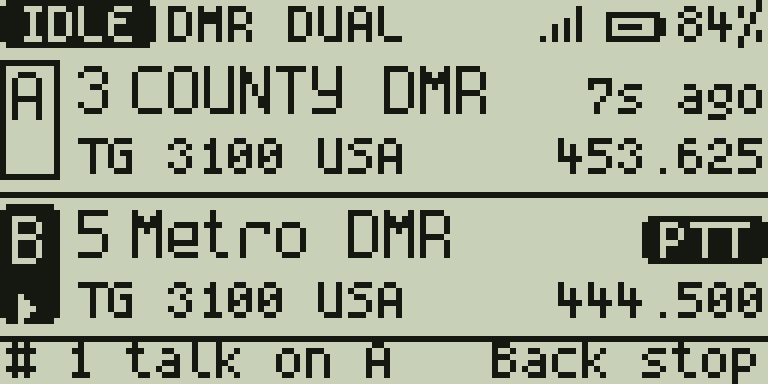 IDLE DMR DUAL 84%
A 3 COUNTY DMR 7s ago
TG 3100 USA 453.625
B 5 Metro DMR PTT
TG 3100 USA 444.500
# 1 talk on A Back stop